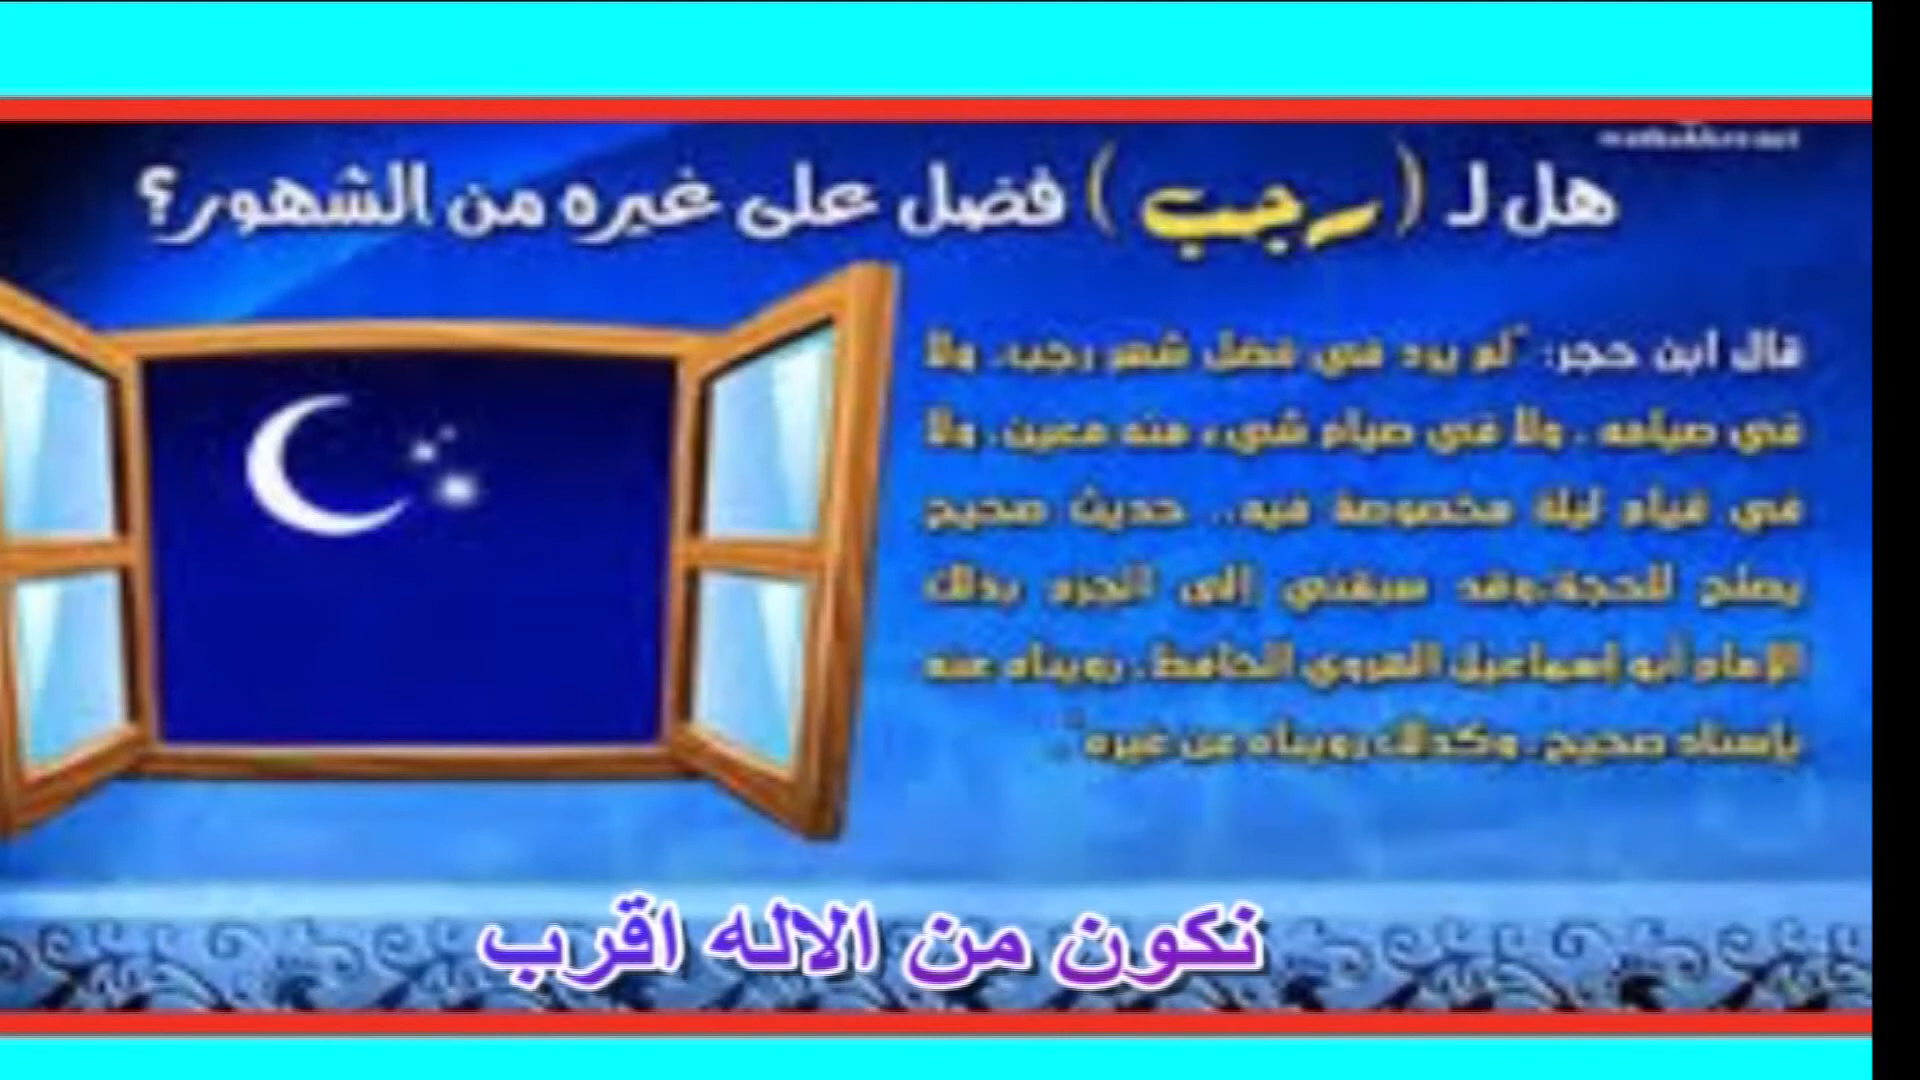 هل لـ (رجب) فضل على غيره من الشهور؟
قال ابن حجر: "لم يرد في فضل شهر رجب، ولا
في صيامه، ولا في صيام شيء منه معين، ولا
في قيام ليلة مخصوصة فيه.. حديث صحيح
يصلح للحجة،وقد سبقني إلى الجزم بذلك
الإمام أبو إسماعيل الهروي الحافظ، رويناه عنه
بإسناد صحيح، وكذلك رويناه عن غيره".
نكون من الاله اقرب